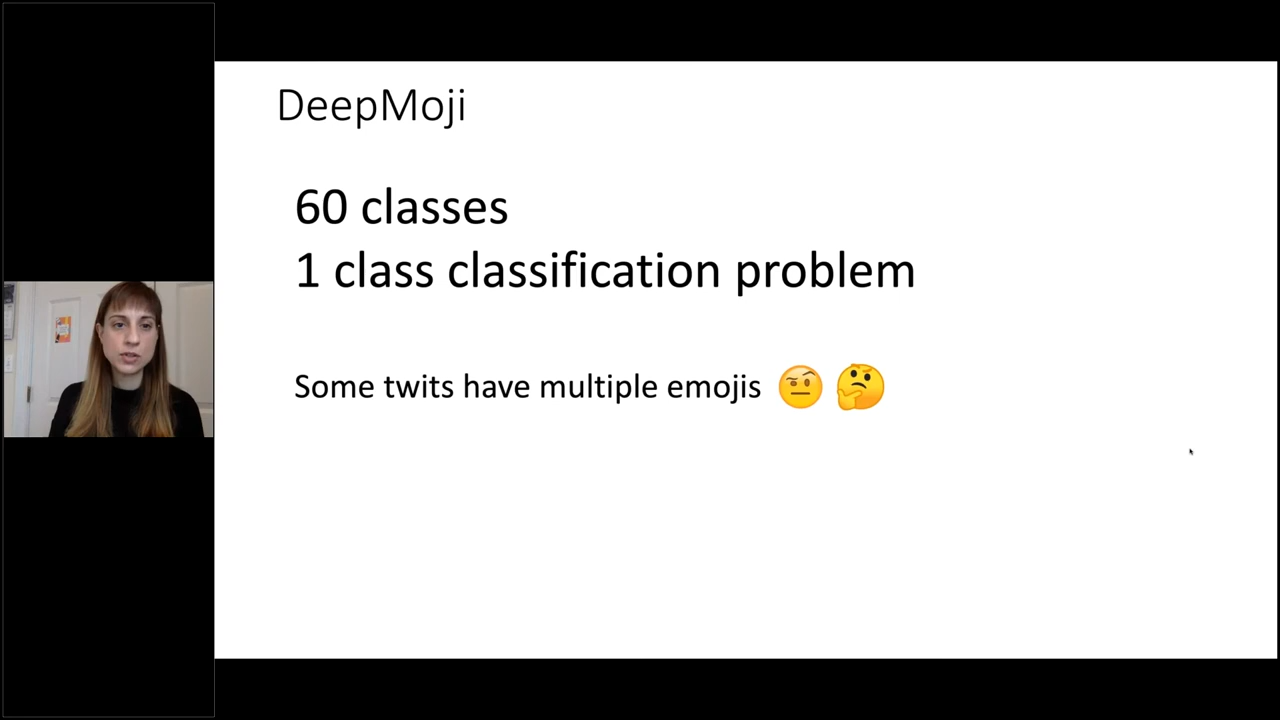 DeepMoji
60 classes
1 class classification problem
Some twits have multiple emojis 🤨 🤔